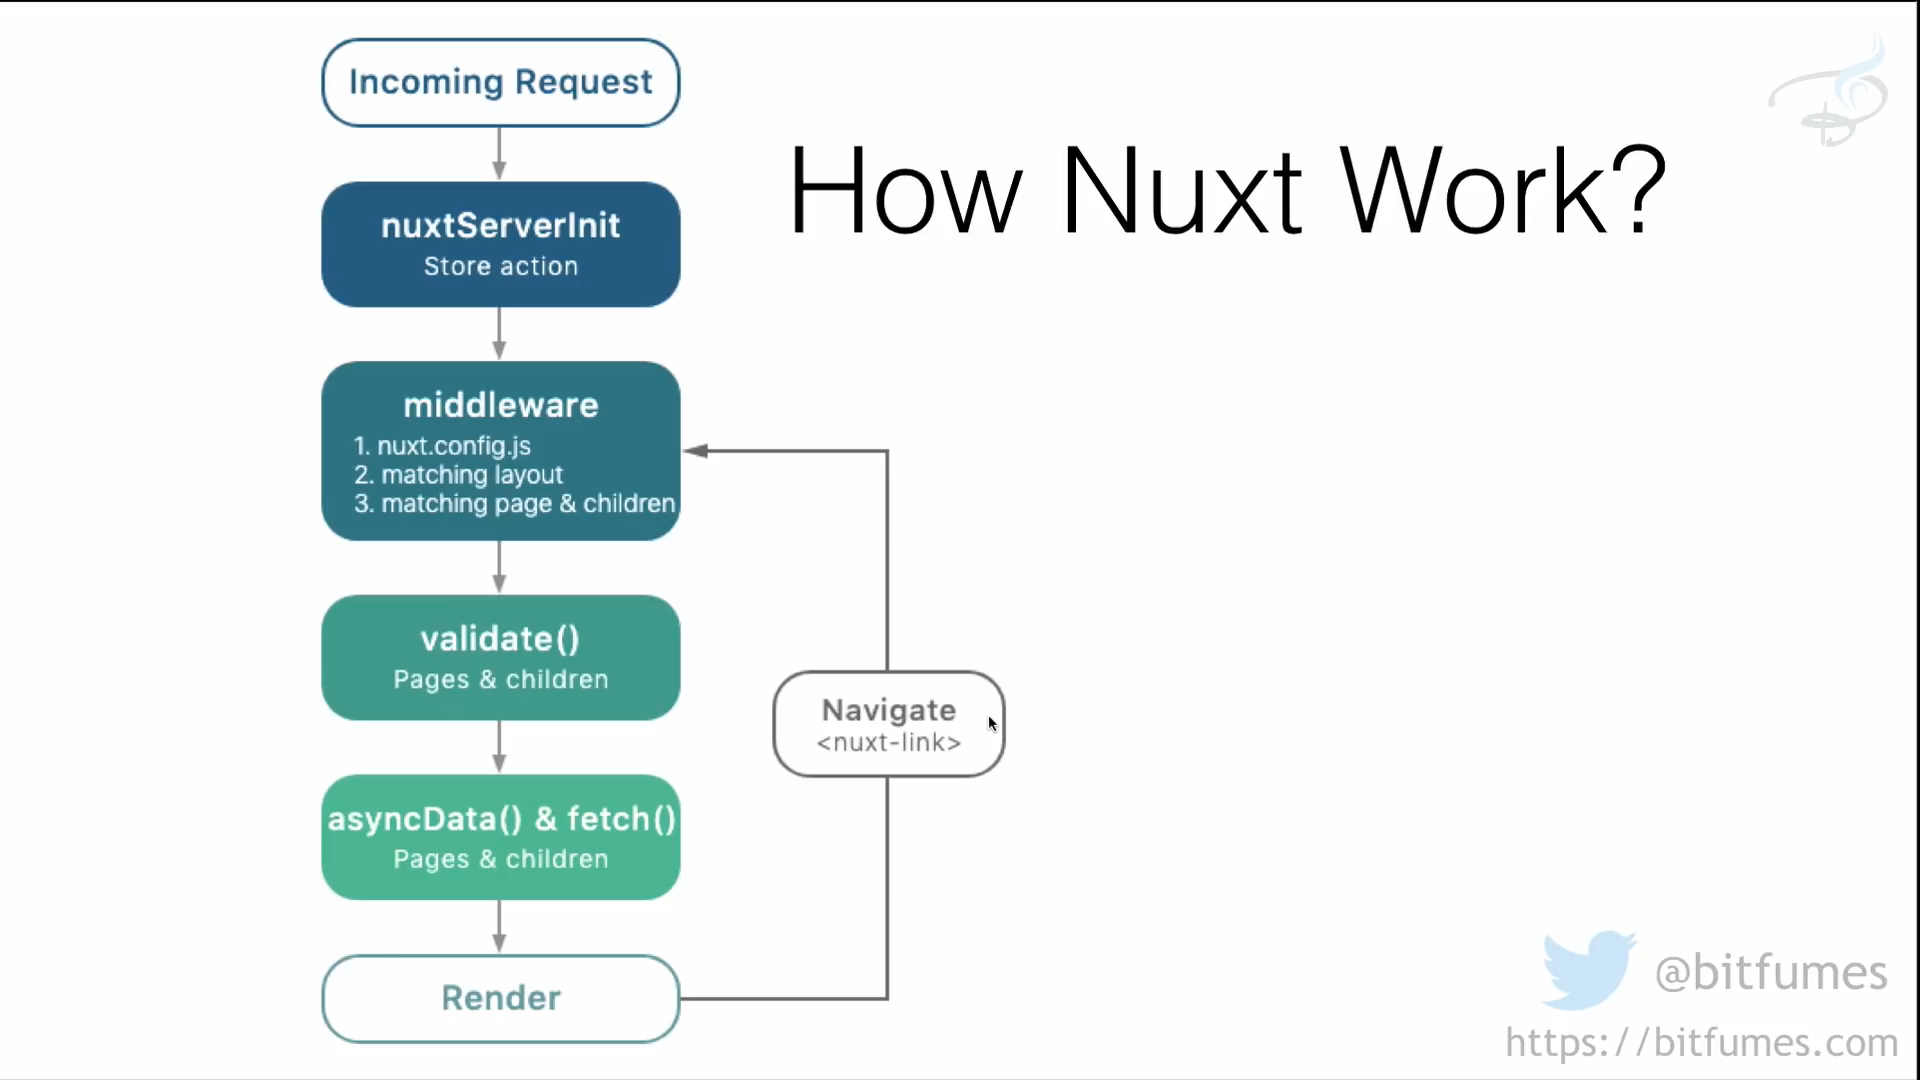 Incoming Request
How Nuxt Work?
nuxtServerInit
Store action
middleware
1. nuxt.config.js
2. matching layout
3. matching page & children
validate()
Pages & children
Navigate
<nuxt-link>
asyncData() & fetch()
Pages & children
Render
@bitfumes
https://bitfumes.com